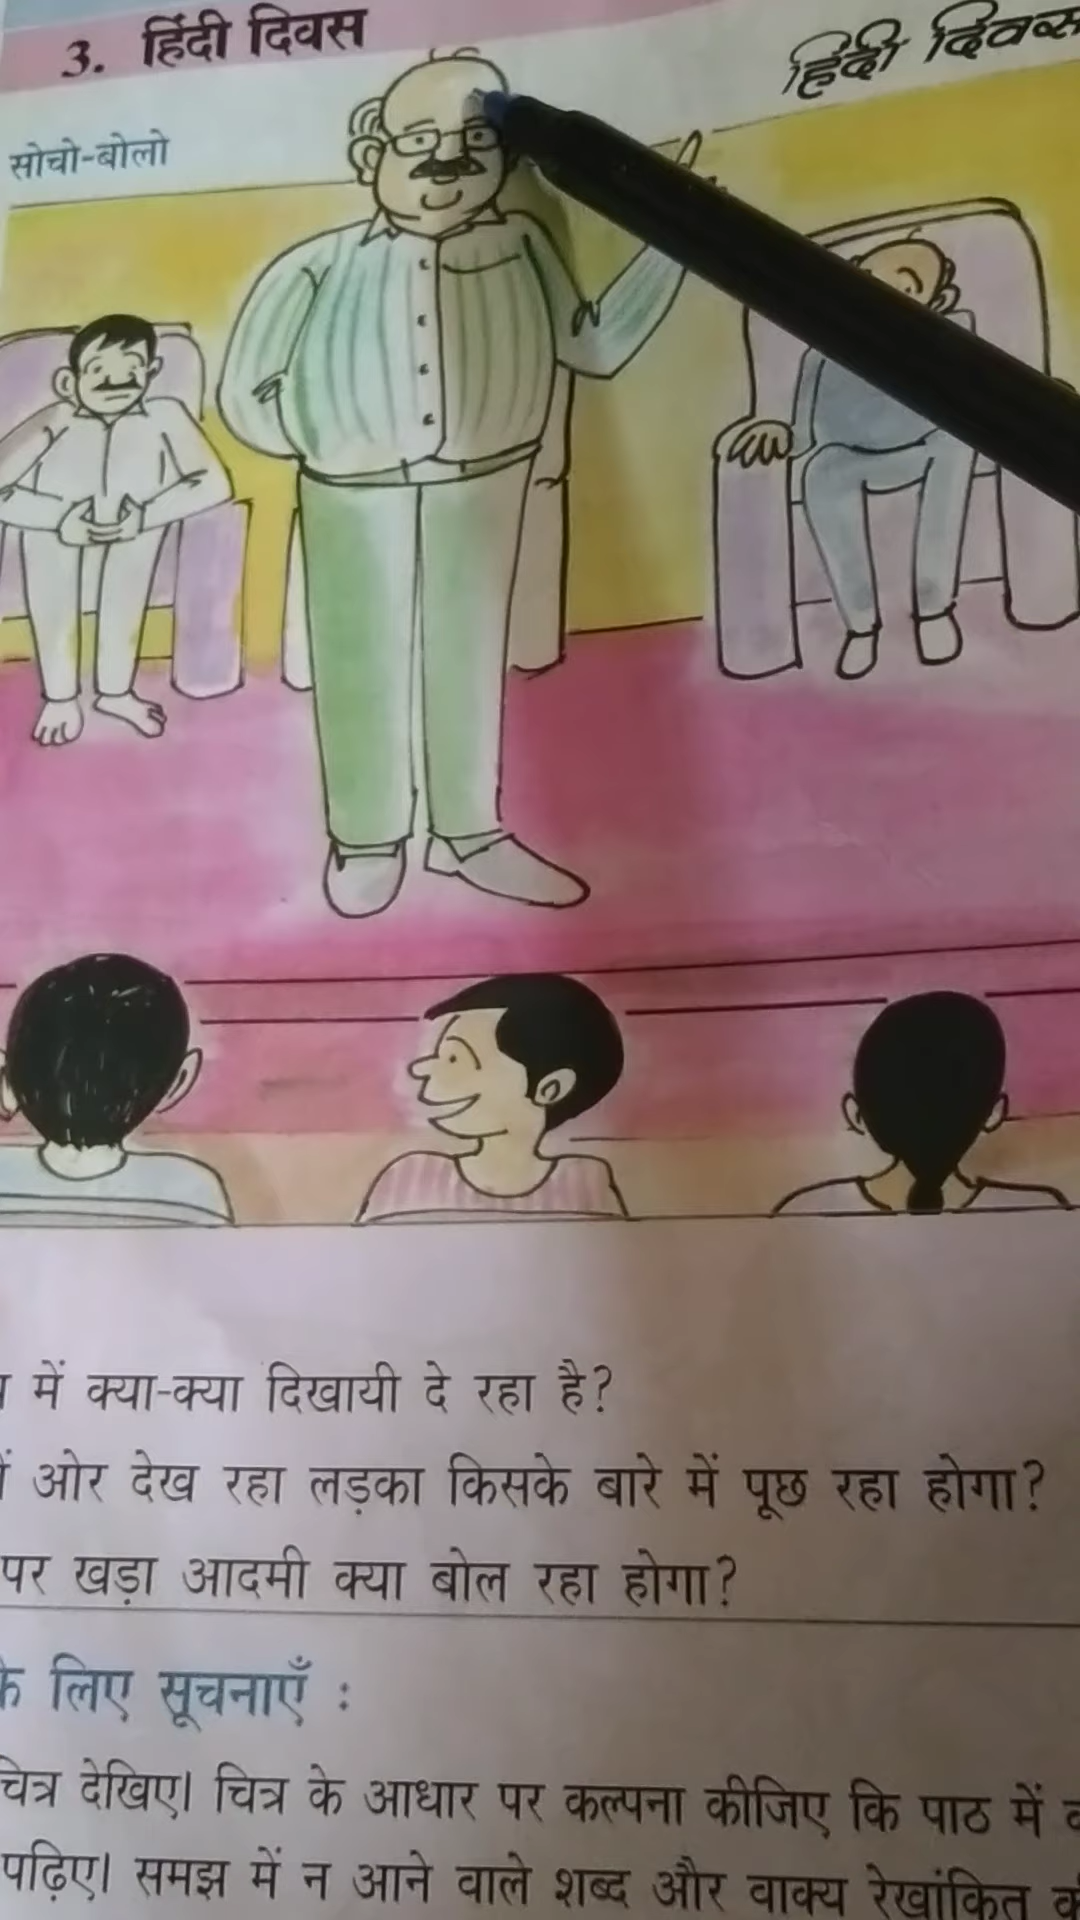 3. हिंदी दिवस
हिंदी दिवस
सोचो-बोलो
में क्या-क्या दिखायी दे रहा है?
ओर देख रहा लड़का किसके बारे में पूछ रहा होगा?
पर खड़ा आदमी क्या बोल रहा होगा?
के लिए सूचनाएँ :
चित्र देखिए। चित्र के आधार पर कल्पना कीजिए कि पाठ में
पढ़िए। समझ में न आने वाले शब्द और वाक्य रेखांकित